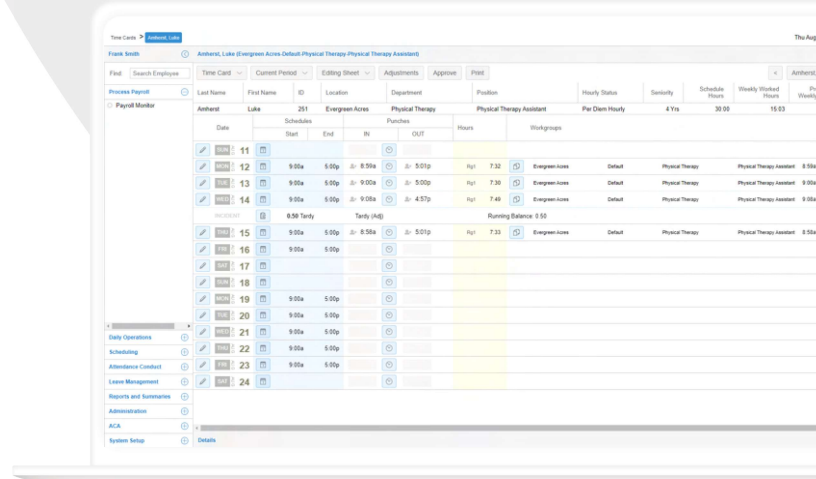 Time Cards > Amherst, Luke
Thu Aug
Frank Smith
Amherst, Luke (Evergreen Acres-Default-Physical Therapy-Physical Therapy Assistant)
Find Search Employee
Time Card Current Period Editing Sheet Adjustments Approve Print < Amherst,
Process Payroll
Payroll Monitor
Last Name First Name ID Location Department Position Hourly Status Seniority Schedule Hours Weekly Worked Hours
Amherst Luke 251 Evergreen Acres Physical Therapy Physical Therapy Assistant Per Diem Hourly 4 Yrs 30.00 15.03
Date Schedules Punches Hours Workgroups
Start End IN OUT
SUN 11
MON 12 9:00a 5:00p 8:59a 5:01p Rg1 7.32 Evergreen Acres Default Physical Therapy Physical Therapy Assistant 8:59a
TUE 13 9:00a 5:00p 9:00a 5:00p Rg1 7.30 Evergreen Acres Default Physical Therapy Physical Therapy Assistant 9:00a
WED 14 9:00a 5:00p 9:08a 4:57p Rg1 7.49 Evergreen Acres Default Physical Therapy Physical Therapy Assistant 9:08a
INCIDENT 0.50 Tardy Tardy (Adj) Running Balance: 0.50
THU 15 9:00a 5:00p 8:58a 5:01p Rg1 7.33 Evergreen Acres Default Physical Therapy Physical Therapy Assistant 8:58a
FRI 16 9:00a 5:00p
SAT 17
SUN 18
MON 19 9:00a 5:00p
TUE 20 9:00a 5:00p
WED 21 9:00a 5:00p
THU 22 9:00a 5:00p
FRI 23 9:00a 5:00p
SAT 24
Daily Operations
Scheduling
Attendance Conduct
Leave Management
Reports and Summaries
Administration
ACA
System Setup
Details